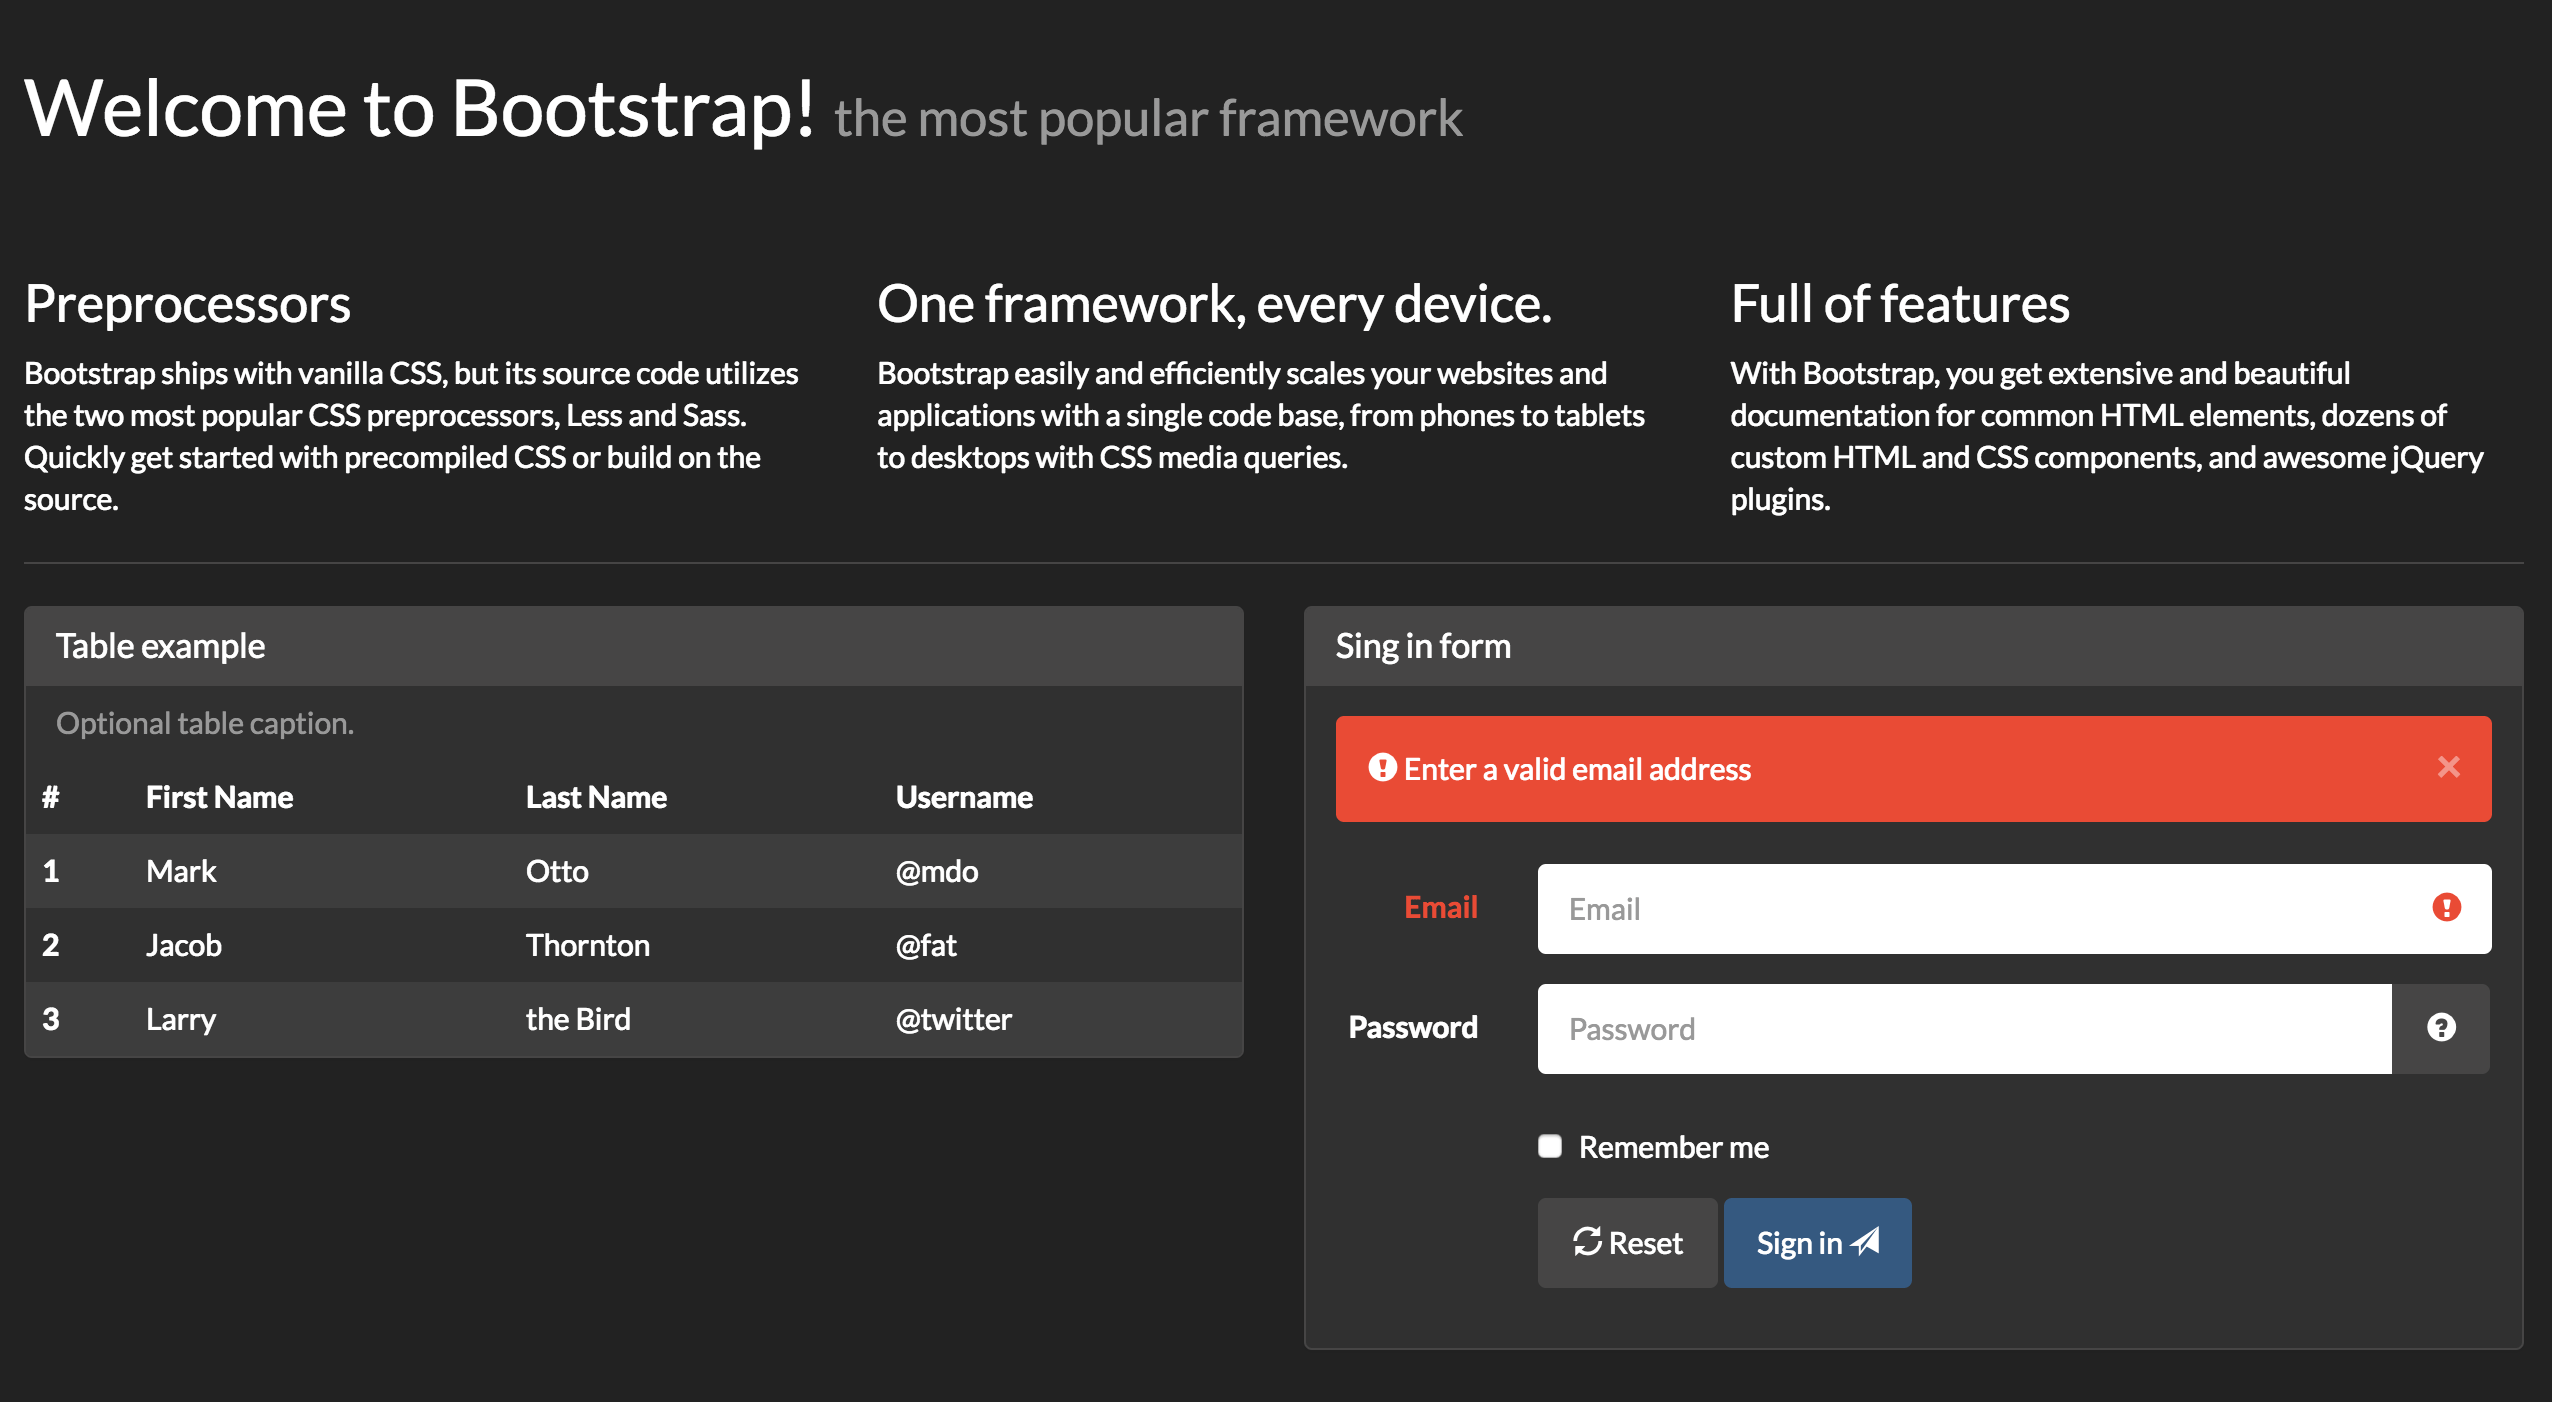 Welcome to Bootstrap! the most popular framework
Preprocessors
Bootstrap ships with vanilla CSS, but its source code utilizes
the two most popular CSS preprocessors, Less and Sass.
Quickly get started with precompiled CSS or build on the
source.
One framework, every device.
Bootstrap easily and efficiently scales your websites and
applications with a single code base, from phones to tablets
to desktops with CSS media queries.
Full of features
With Bootstrap, you get extensive and beautiful
documentation for common HTML elements, dozens of
custom HTML and CSS components, and awesome jQuery
plugins.
Table example
Optional table caption.
# First Name Last Name Username
1 Mark Otto @mdo
2 Jacob Thornton @fat
3 Larry the Bird @twitter
Sing in form
Enter a valid email address ×
Email Email
Password Password
Remember me
Reset Sign in